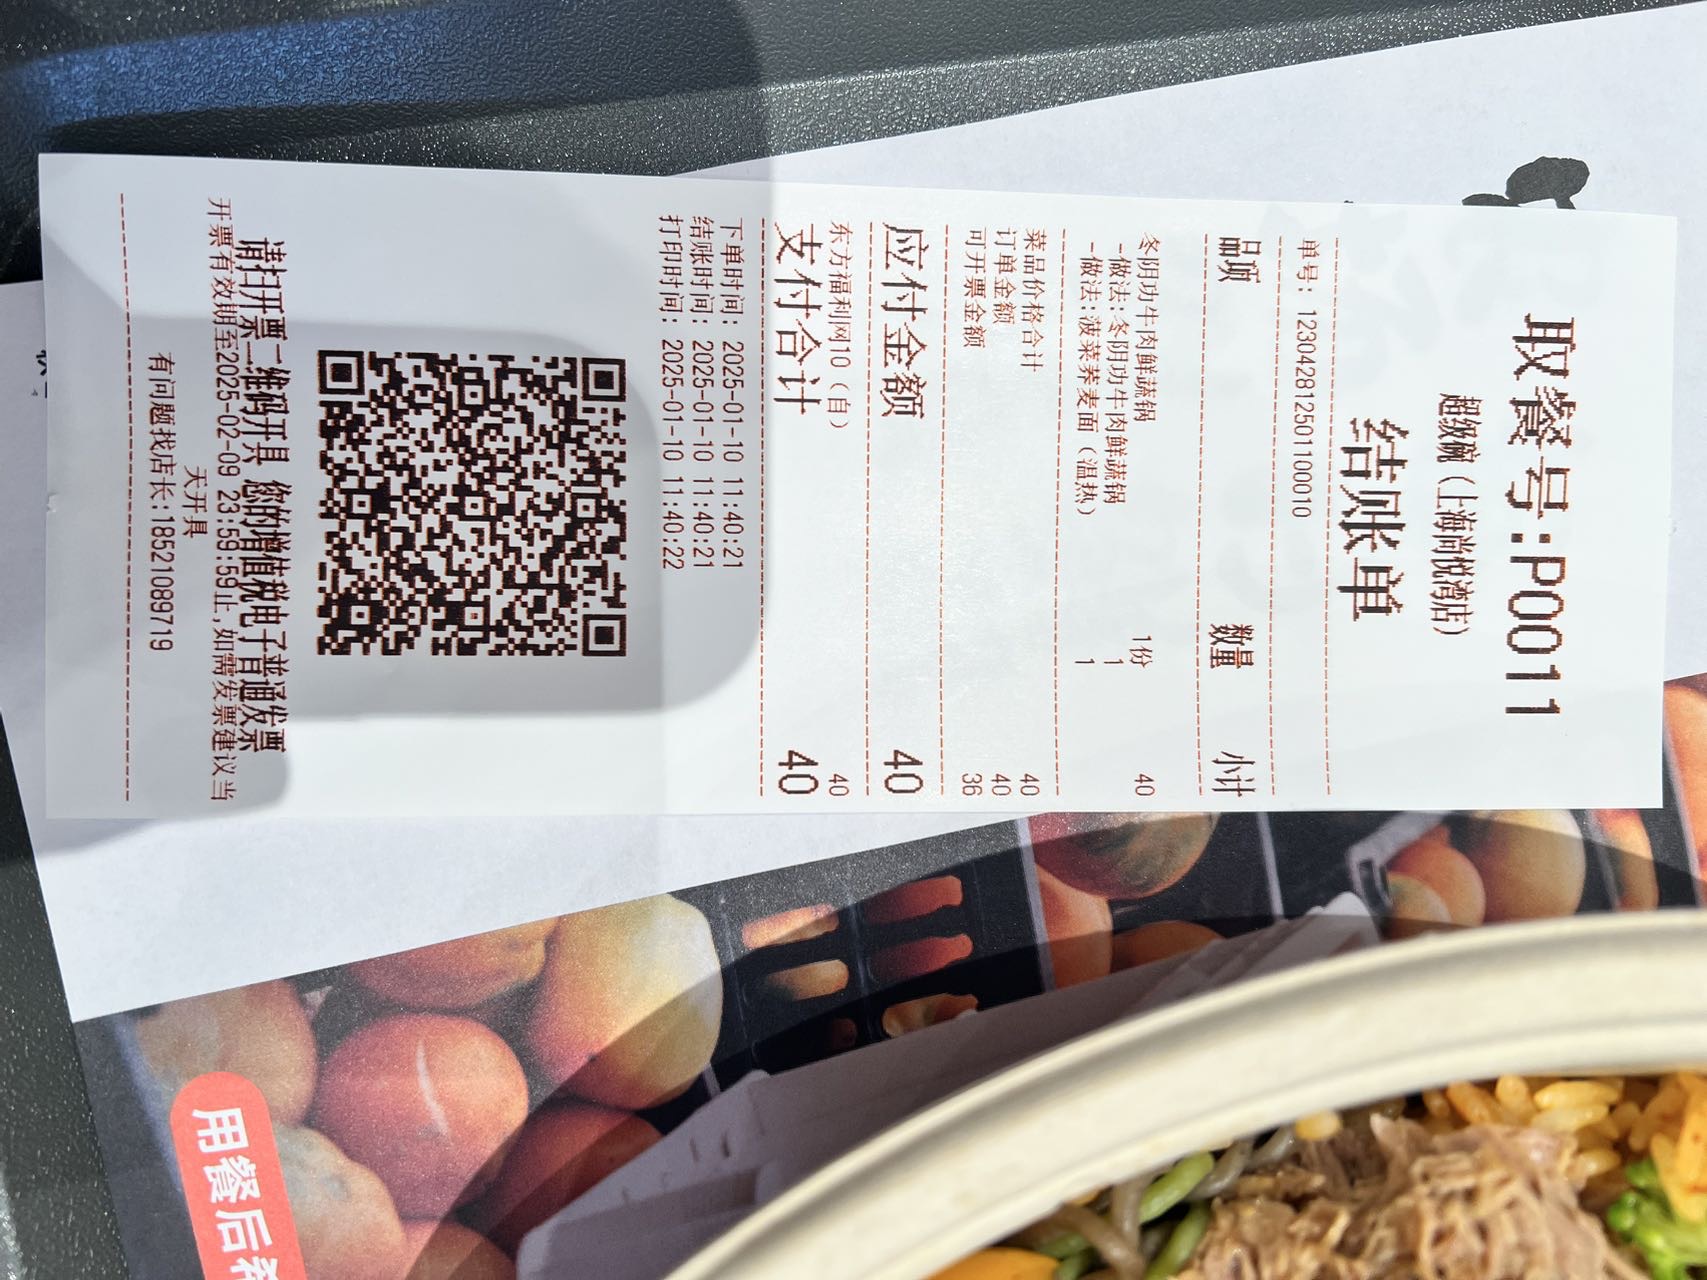 取餐号:P0011
超级碗（上海尚悦湾店）
结账单
单号: 12304281250110001​0
品项 数量 小计
冬阴功牛肉鲜蔬锅 1份 40
-做法:冬阴功牛肉鲜蔬锅 1
-做法:菠菜荞麦面（温热） 1
菜品价格合计 40
订单金额 40
可开票金额 36
应付金额 40
东方福利网10（自） 40
支付合计 40
下单时间: 2025-01-10 11:40:21
结账时间: 2025-01-10 11:40:21
打印时间: 2025-01-10 11:40:22
请扫开票二维码开具 您的增值税电子普通发票
开票有效期至2025-02-09 23:59:59止,如需发票建议当
天开具
有问题找店长:18521089719
用餐后